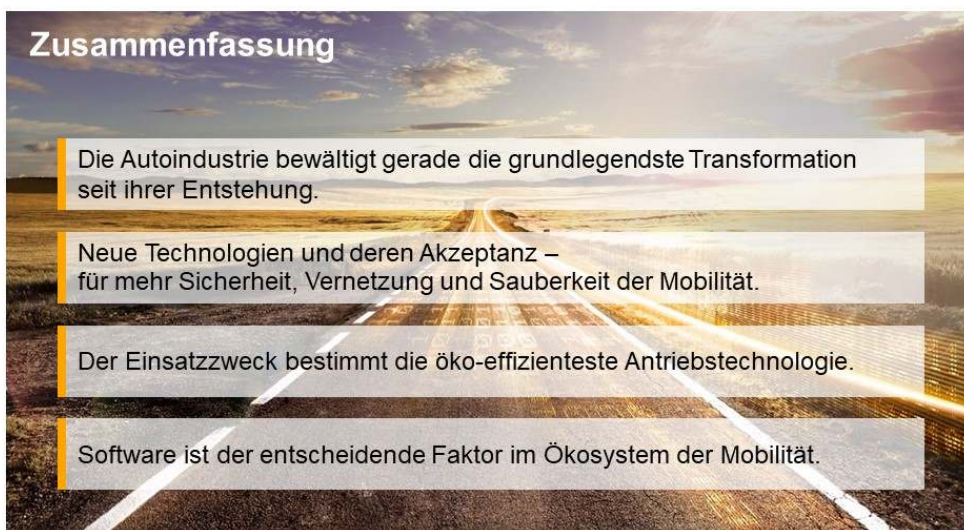 Zusammenfassung
Die Autoindustrie bewältigt gerade die grundlegendste Transformation
seit ihrer Entstehung.
Neue Technologien und deren Akzeptanz –
für mehr Sicherheit, Vernetzung und Sauberkeit der Mobilität.
Der Einsatzzweck bestimmt die öko-effizienteste Antriebstechnologie.
Software ist der entscheidende Faktor im Ökosystem der Mobilität.